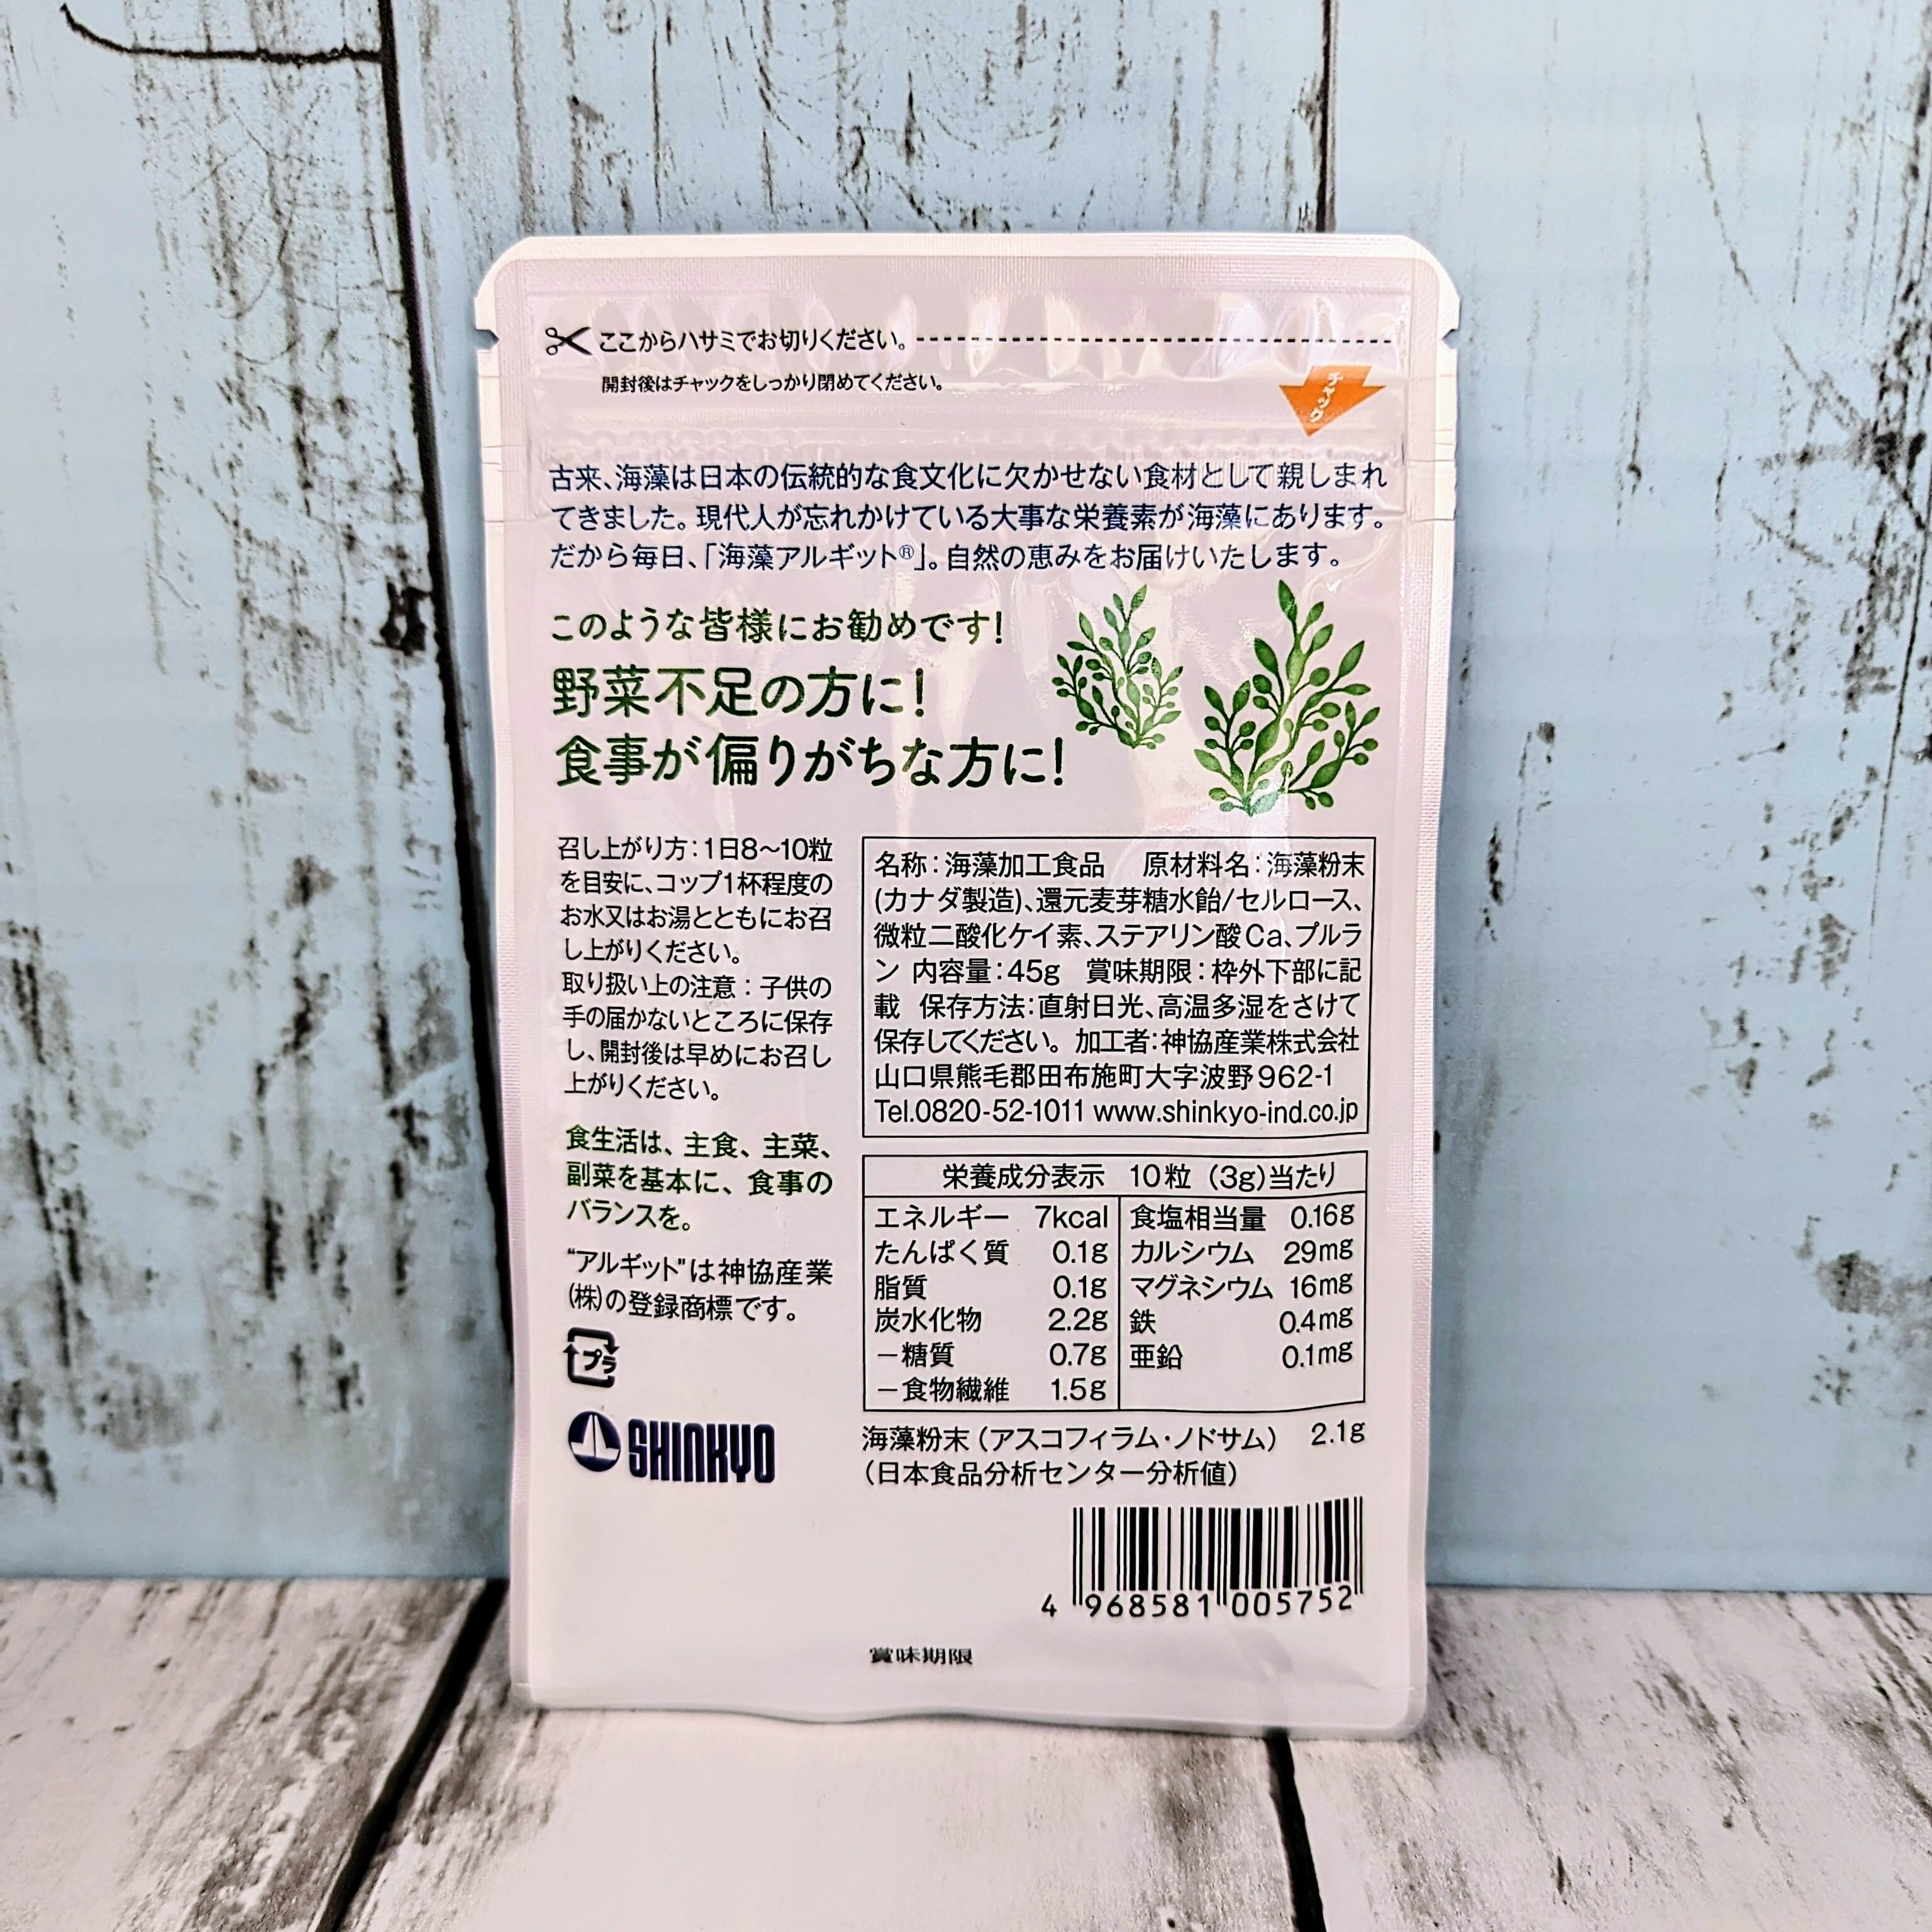 ここからハサミでお切りください。
開封後はチャックをしっかり閉めてください。
チャック
古来、海藻は日本の伝統的な食文化に欠かせない食材として親しまれ
てきました。現代人が忘れかけている大事な栄養素が海藻にあります。
だから毎日、「海藻アルギット®」。自然の恵みをお届けいたします。
このような皆様にお勧めです!
野菜不足の方に!
食事が偏りがちな方に!
召し上がり方:1日8〜10粒
を目安に、コップ1杯程度の
お水又はお湯とともにお召
し上がりください。
取り扱い上の注意:子供の
手の届かないところに保存
し、開封後は早めにお召し
上がりください。
食生活は、主食、主菜、
副菜を基本に、食事の
バランスを。
“アルギット”は神協産業
(株)の登録商標です。
プラ
SHINKYO
名称:海藻加工食品 原材料名:海藻粉末
(カナダ製造)、還元麦芽糖水飴/セルロース、
微粒二酸化ケイ素、ステアリン酸Ca、プルラ
ン 内容量:45g 賞味期限:枠外下部に記
載 保存方法:直射日光、高温多湿をさけて
保存してください。 加工者:神協産業株式会社
山口県熊毛郡田布施町大字波野962-1
Tel.0820-52-1011 www.shinkyo-ind.co.jp
栄養成分表示 10粒 (3g)当たり
エネルギー 7kcal 食塩相当量 0.16g
たんぱく質 0.1g カルシウム 29mg
脂質 0.1g マグネシウム 16mg
炭水化物 2.2g 鉄 0.4mg
−糖質 0.7g 亜鉛 0.1mg
−食物繊維 1.5g
海藻粉末(アスコフィラム・ノドサム) 2.1g
(日本食品分析センター分析値)
4 968581 005752
賞味期限